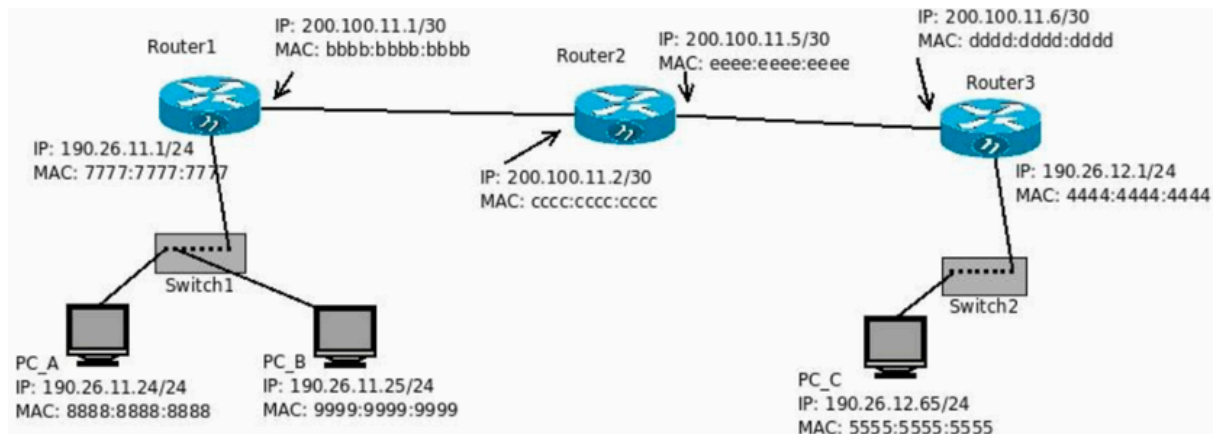 IP: 200.100.11.1/30
MAC: bbbb:bbbb:bbbb
Router1
IP: 200.100.11.5/30
MAC: eeee:eeee:eeee
Router2
IP: 200.100.11.6/30
MAC: dddd:dddd:dddd
Router3
IP: 190.26.11.1/24
MAC: 7777:7777:7777
IP: 200.100.11.2/30
MAC: cccc:cccc:cccc
IP: 190.26.12.1/24
MAC: 4444:4444:4444
Switch1
Switch2
PC_A
IP: 190.26.11.24/24
MAC: 8888:8888:8888
PC_B
IP: 190.26.11.25/24
MAC: 9999:9999:9999
PC_C
IP: 190.26.12.65/24
MAC: 5555:5555:5555